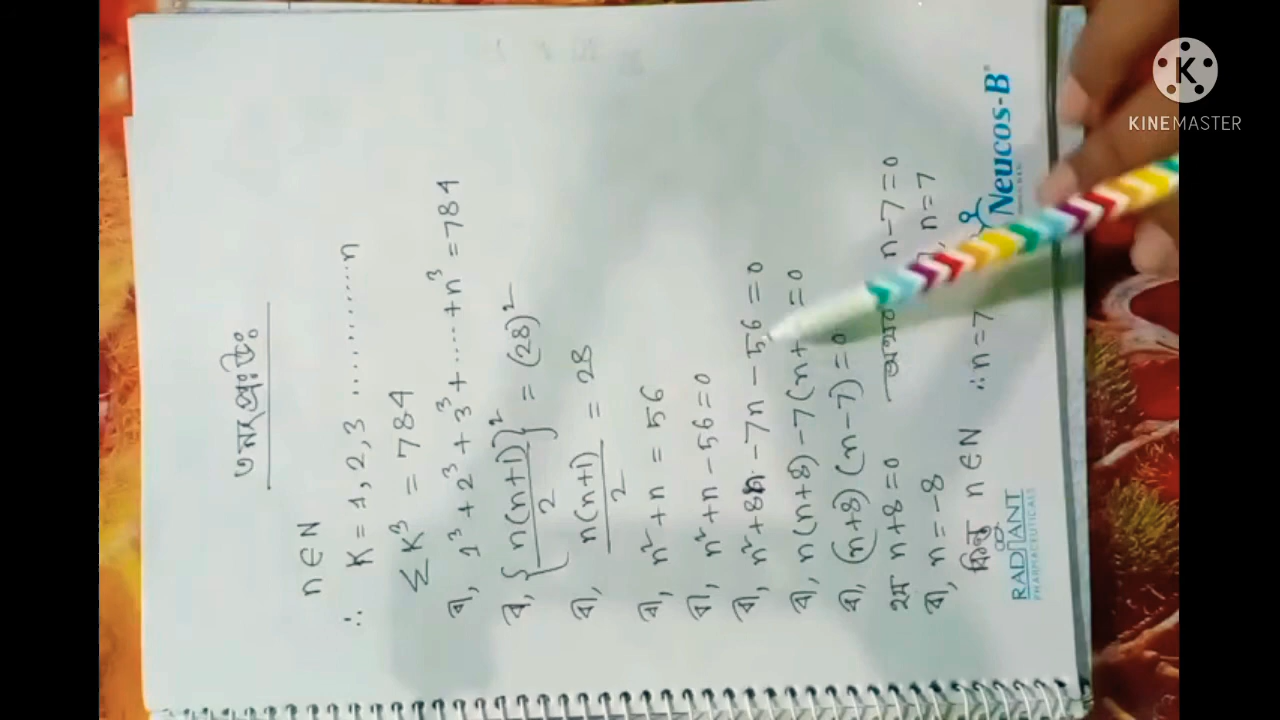 n∈N
∴ K = 1, 2, 3 ............n
∑K³ = 784
বা, 1³ + 2³ + 3³ + ..... + n³ = 784
বা, {n(n+1)/2}² = (28)²
বা, n(n+1)/2 = 28
বা, n² + n = 56
বা, n² + n − 56 = 0
বা, n² + 8n − 7n − 56 = 0
বা, n(n+8) − 7(n+ = 0
বা, (n+8)(n−7) = 0
হয় n+8=0 অথবা n−7=0
বা, n = −8 , n=7
কিন্তু n∈N ∴ n=7
RADIANT
PHARMACEUTICALS
Neucos-B®
KINEMASTER